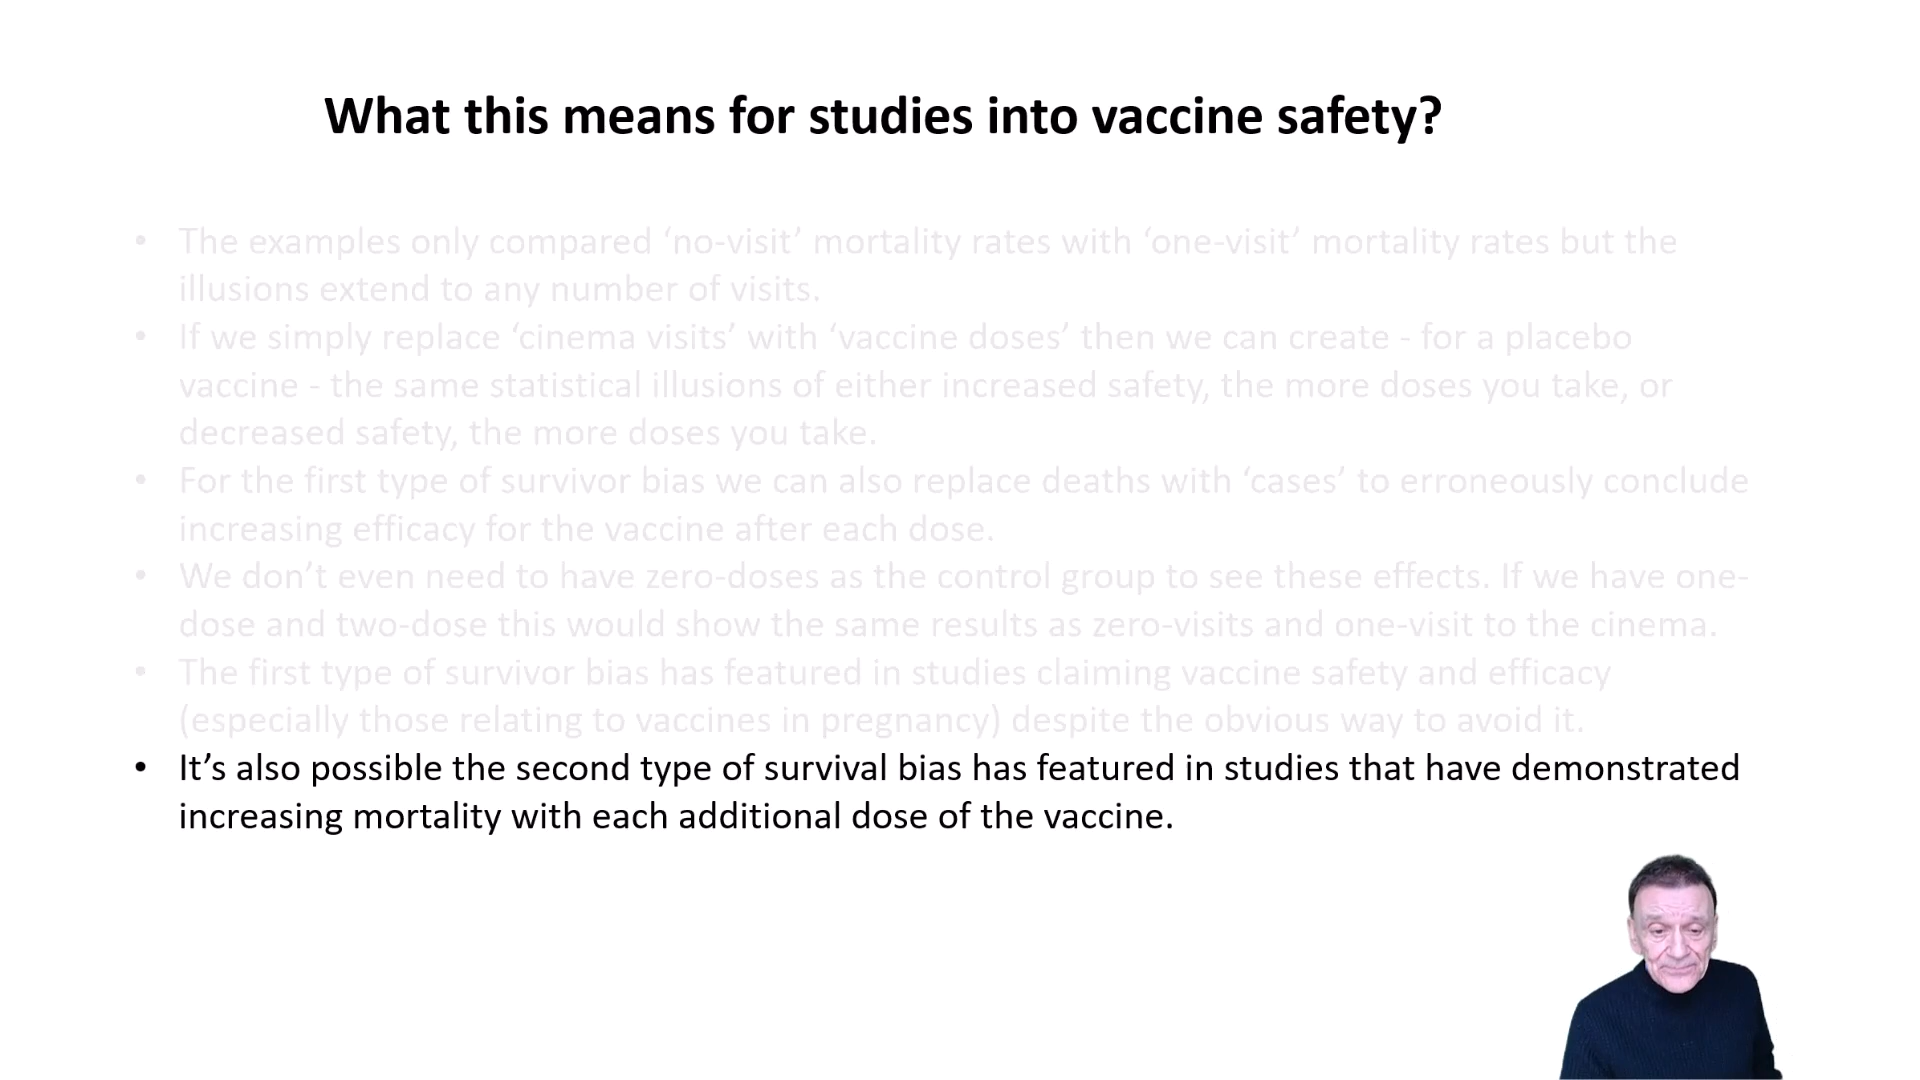 What this means for studies into vaccine safety?
• The examples only compared ‘no-visit’ mortality rates with ‘one-visit’ mortality rates but the
illusions extend to any number of visits.
• If we simply replace ‘cinema visits’ with ‘vaccine doses’ then we can create - for a placebo
vaccine - the same statistical illusions of either increased safety, the more doses you take, or
decreased safety, the more doses you take.
• For the first type of survivor bias we can also replace deaths with ‘cases’ to erroneously conclude
increasing efficacy for the vaccine after each dose.
• We don’t even need to have zero-doses as the control group to see these effects. If we have one-
dose and two-dose this would show the same results as zero-visits and one-visit to the cinema.
• The first type of survivor bias has featured in studies claiming vaccine safety and efficacy
(especially those relating to vaccines in pregnancy) despite the obvious way to avoid it.
• It’s also possible the second type of survival bias has featured in studies that have demonstrated
increasing mortality with each additional dose of the vaccine.